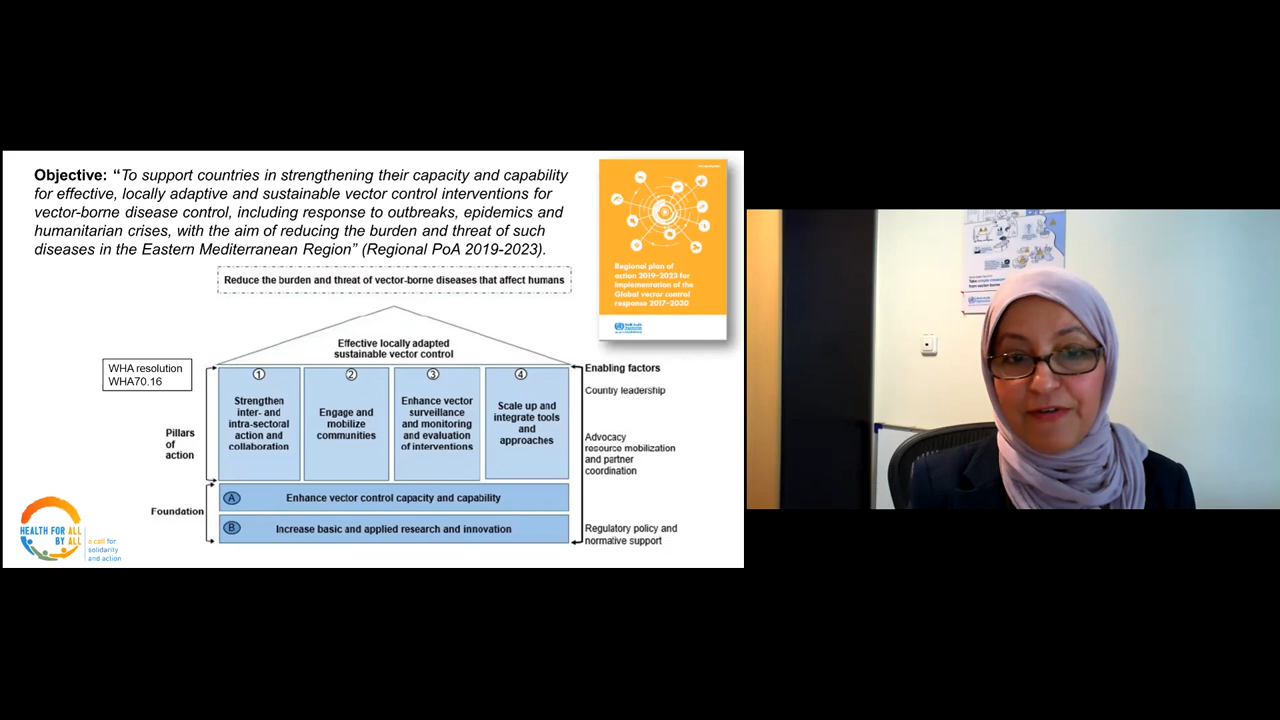 Objective: “To support countries in strengthening their capacity and capability
for effective, locally adaptive and sustainable vector control interventions for
vector-borne disease control, including response to outbreaks, epidemics and
humanitarian crises, with the aim of reducing the burden and threat of such
diseases in the Eastern Mediterranean Region” (Regional PoA 2019-2023).
Regional plan of
action 2019–2023 for
implementation of the
Global vector control
response 2017–2030
Reduce the burden and threat of vector-borne diseases that affect humans
Effective locally adapted
sustainable vector control
WHA resolution
WHA70.16
Pillars
of
action
1
Strengthen
inter- and
intra-sectoral
action and
collaboration
2
Engage and
mobilize
communities
3
Enhance vector
surveillance
and monitoring
and evaluation
of interventions
4
Scale up and
integrate tools
and
approaches
Enabling factors
Country leadership
Advocacy
resource mobilization
and partner
coordination
Regulatory policy and
normative support
Foundation
A
Enhance vector control capacity and capability
B
Increase basic and applied research and innovation
HEALTH FOR ALL
BY ALL
a call for
solidarity
and action